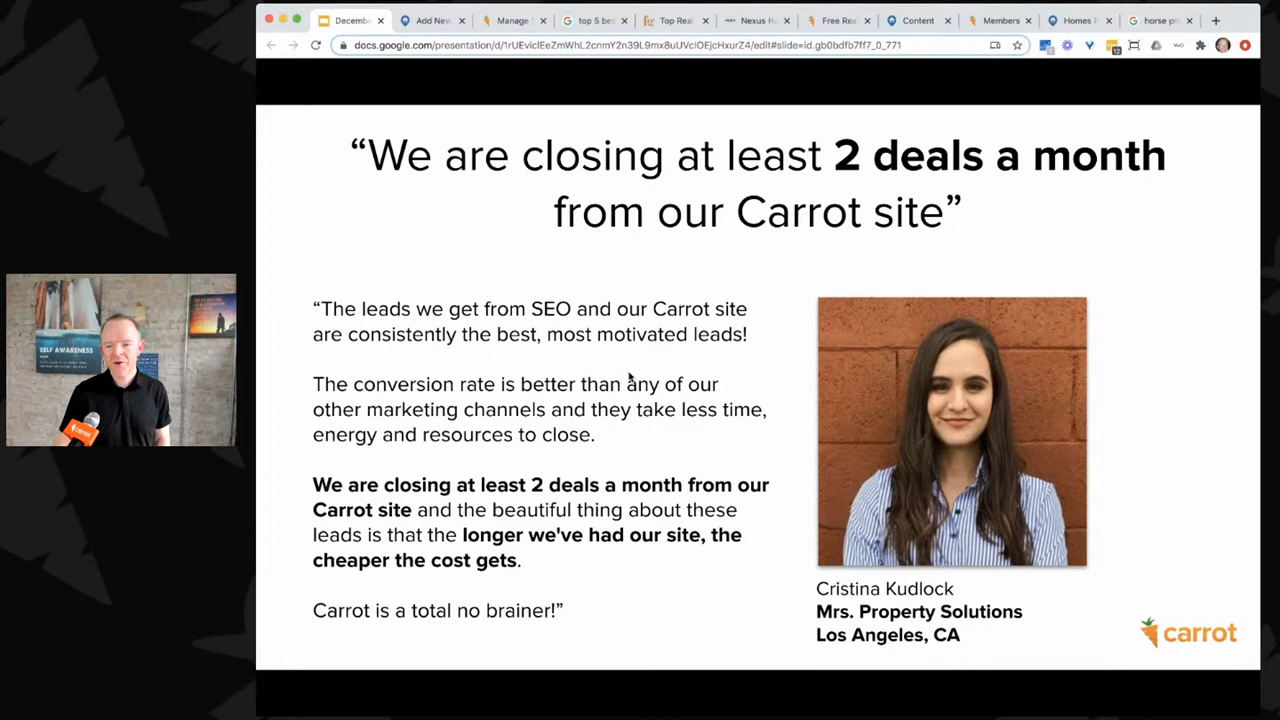 Decembe
Add New
Manage
top 5 be
Top Real
Nexus Ho
Free Rea
Content
Members
Homes F
horse pr
docs.google.com/presentation/d/1rUEvicIEeZmWhL2cnmY2n39L9mx8uUVclOEjcHxurZ4/edit#slide=id.gb0bdfb7ff7_0_771
“We are closing at least 2 deals a month
from our Carrot site”
“The leads we get from SEO and our Carrot site
are consistently the best, most motivated leads!
The conversion rate is better than any of our
other marketing channels and they take less time,
energy and resources to close.
We are closing at least 2 deals a month from our
Carrot site and the beautiful thing about these
leads is that the longer we've had our site, the
cheaper the cost gets.
Carrot is a total no brainer!”
Cristina Kudlock
Mrs. Property Solutions
Los Angeles, CA
carrot
SELF AWARENESS
carrot